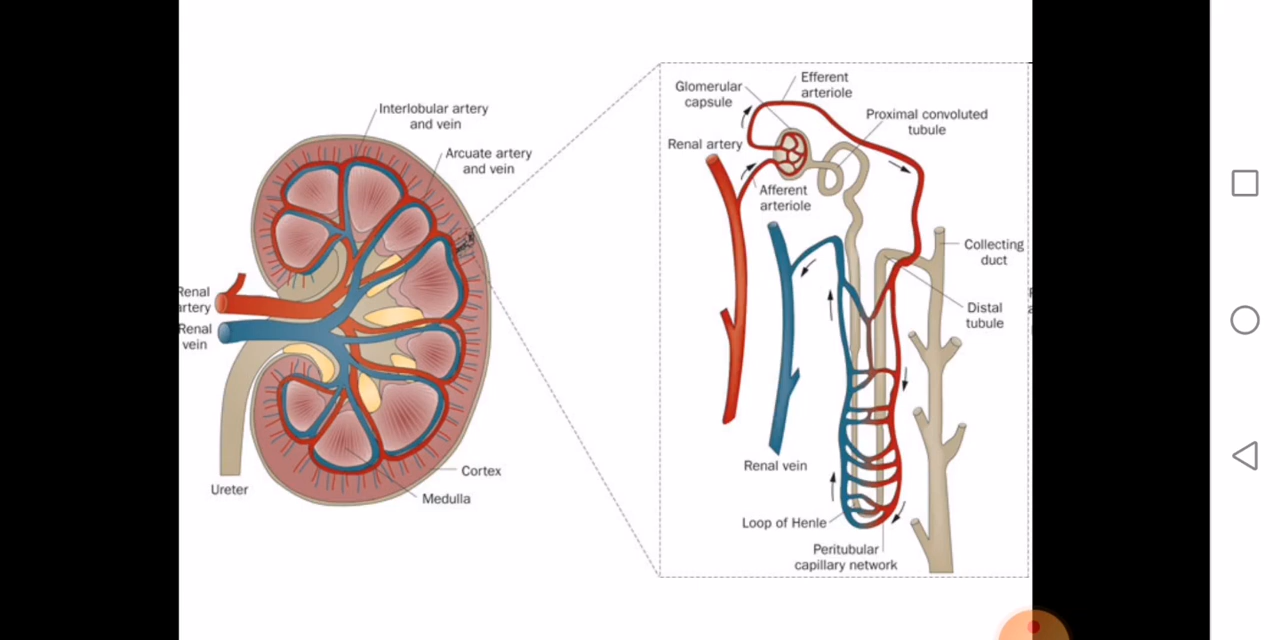 Interlobular artery
and vein
Arcuate artery
and vein
Renal
Renal
vein
Ureter
Cortex
Medulla
Efferent
arteriole
Glomerular
capsule
Proximal convoluted
tubule
Renal artery
Afferent
arteriole
Collecting
duct
Distal
tubule
Renal vein
Loop of Henle
Peritubular
capillary network